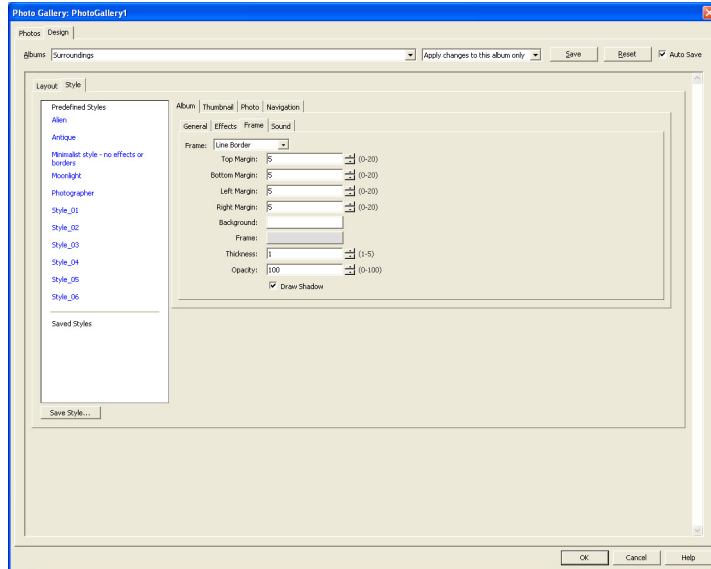 Photo Gallery: PhotoGallery1
Photos Design
Albums Surroundings Apply changes to this album only Save Reset Auto Save
Layout Style
Predefined Styles
Alien
Antique
Minimalist style - no effects or
borders
Moonlight
Photographer
Style_01
Style_02
Style_03
Style_04
Style_05
Style_06
Saved Styles
Save Style...
Album Thumbnail Photo Navigation
General Effects Frame Sound
Frame: Line Border
Top Margin: 5 (0-20)
Bottom Margin: 5 (0-20)
Left Margin: 5 (0-20)
Right Margin: 5 (0-20)
Background:
Frame:
Thickness: 1 (1-5)
Opacity: 100 (0-100)
Draw Shadow
OK Cancel Help